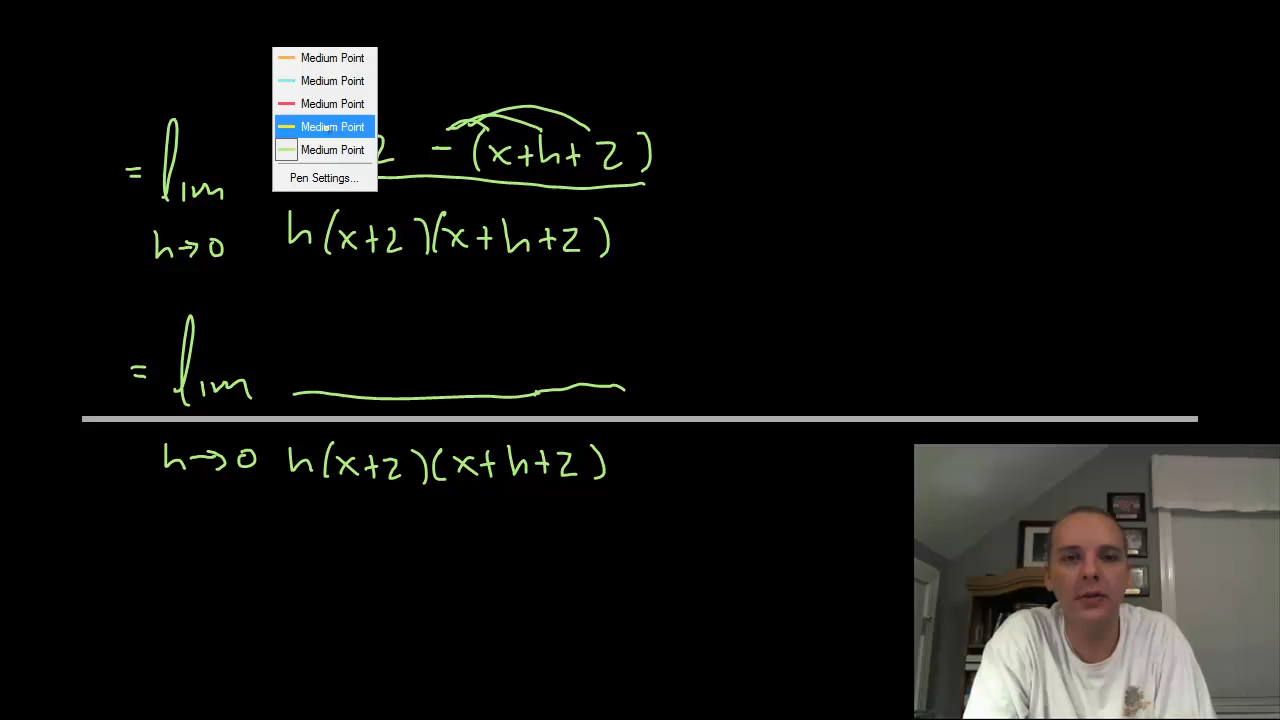 Medium Point
Medium Point
Medium Point
Medium Point
Medium Point
Pen Settings...
= lim 2 -(x+h+2)
h→0 h(x+2)(x+h+2)
= lim
h→0 h(x+2)(x+h+2)